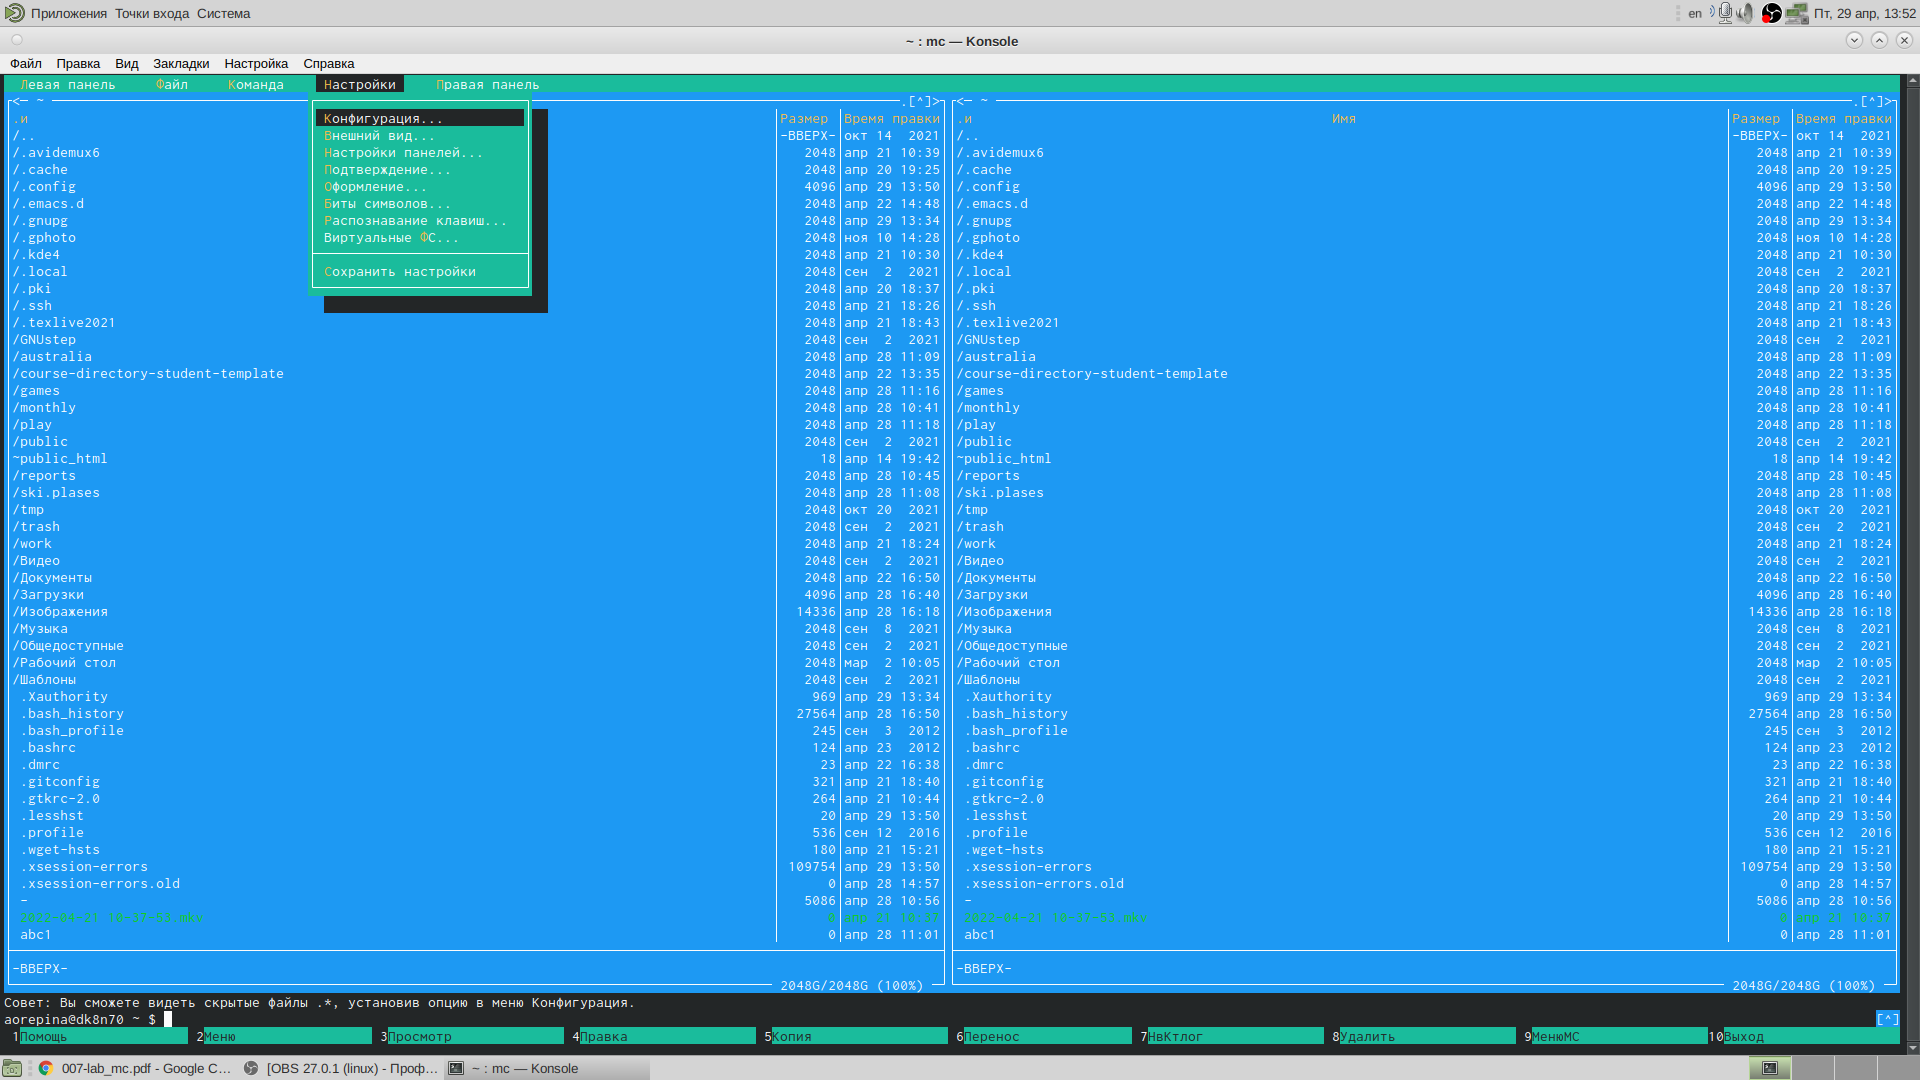 Приложения Точки входа Система
en Пт, 29 апр, 13:52
~ : mc — Konsole
Файл Правка Вид Закладки Настройка Справка
Левая панель Файл Команда Настройки Правая панель
<─ ~ .[^]>
.и Размер Время правки
/.. -ВВЕРХ- окт 14 2021
/.avidemux6 2048 апр 21 10:39
/.cache 2048 апр 20 19:25
/.config 4096 апр 29 13:50
/.emacs.d 2048 апр 22 14:48
/.gnupg 2048 апр 29 13:34
/.gphoto 2048 ноя 10 14:28
/.kde4 2048 апр 21 10:30
/.local 2048 сен 2 2021
/.pki 2048 апр 20 18:37
/.ssh 2048 апр 21 18:26
/.texlive2021 2048 апр 21 18:43
/GNUstep 2048 сен 2 2021
/australia 2048 апр 28 11:09
/course-directory-student-template 2048 апр 22 13:35
/games 2048 апр 28 11:16
/monthly 2048 апр 28 10:41
/play 2048 апр 28 11:18
/public 2048 сен 2 2021
~public_html 18 апр 14 19:42
/reports 2048 апр 28 10:45
/ski.plases 2048 апр 28 11:08
/tmp 2048 окт 20 2021
/trash 2048 сен 2 2021
/work 2048 апр 21 18:24
/Видео 2048 сен 2 2021
/Документы 2048 апр 22 16:50
/Загрузки 4096 апр 28 16:40
/Изображения 14336 апр 28 16:18
/Музыка 2048 сен 8 2021
/Общедоступные 2048 сен 2 2021
/Рабочий стол 2048 мар 2 10:05
/Шаблоны 2048 сен 2 2021
.Xauthority 969 апр 29 13:34
.bash_history 27564 апр 28 16:50
.bash_profile 245 сен 3 2012
.bashrc 124 апр 23 2012
.dmrc 23 апр 22 16:38
.gitconfig 321 апр 21 18:40
.gtkrc-2.0 264 апр 21 10:44
.lesshst 20 апр 29 13:50
.profile 536 сен 12 2016
.wget-hsts 180 апр 21 15:21
.xsession-errors 109754 апр 29 13:50
.xsession-errors.old 0 апр 28 14:57
- 5086 апр 28 10:56
abc1 0 апр 28 11:01
-ВВЕРХ-
2048G/2048G (100%)
Конфигурация...
Внешний вид...
Настройки панелей...
Подтверждение...
Оформление...
Биты символов...
Распознавание клавиш...
Виртуальные ФС...
Сохранить настройки
<─ ~ .[^]>
.и Имя Размер Время правки
/.. -ВВЕРХ- окт 14 2021
/.avidemux6 2048 апр 21 10:39
/.cache 2048 апр 20 19:25
/.config 4096 апр 29 13:50
/.emacs.d 2048 апр 22 14:48
/.gnupg 2048 апр 29 13:34
/.gphoto 2048 ноя 10 14:28
/.kde4 2048 апр 21 10:30
/.local 2048 сен 2 2021
/.pki 2048 апр 20 18:37
/.ssh 2048 апр 21 18:26
/.texlive2021 2048 апр 21 18:43
/GNUstep 2048 сен 2 2021
/australia 2048 апр 28 11:09
/course-directory-student-template 2048 апр 22 13:35
/games 2048 апр 28 11:16
/monthly 2048 апр 28 10:41
/play 2048 апр 28 11:18
/public 2048 сен 2 2021
~public_html 18 апр 14 19:42
/reports 2048 апр 28 10:45
/ski.plases 2048 апр 28 11:08
/tmp 2048 окт 20 2021
/trash 2048 сен 2 2021
/work 2048 апр 21 18:24
/Видео 2048 сен 2 2021
/Документы 2048 апр 22 16:50
/Загрузки 4096 апр 28 16:40
/Изображения 14336 апр 28 16:18
/Музыка 2048 сен 8 2021
/Общедоступные 2048 сен 2 2021
/Рабочий стол 2048 мар 2 10:05
/Шаблоны 2048 сен 2 2021
.Xauthority 969 апр 29 13:34
.bash_history 27564 апр 28 16:50
.bash_profile 245 сен 3 2012
.bashrc 124 апр 23 2012
.dmrc 23 апр 22 16:38
.gitconfig 321 апр 21 18:40
.gtkrc-2.0 264 апр 21 10:44
.lesshst 20 апр 29 13:50
.profile 536 сен 12 2016
.wget-hsts 180 апр 21 15:21
.xsession-errors 109754 апр 29 13:50
.xsession-errors.old 0 апр 28 14:57
- 5086 апр 28 10:56
abc1 0 апр 28 11:01
-ВВЕРХ-
2048G/2048G (100%)
Совет: Вы сможете видеть скрытые файлы .*, установив опцию в меню Конфигурация.
aorepina@dk8n70 ~ $ [^]
1Помощь 2Меню 3Просмотр 4Правка 5Копия 6Перенос 7НвКтлог 8Удалить 9МенюMC 10Выход
007-lab_mc.pdf - Google C... [OBS 27.0.1 (linux) - Проф... ~ : mc — Konsole